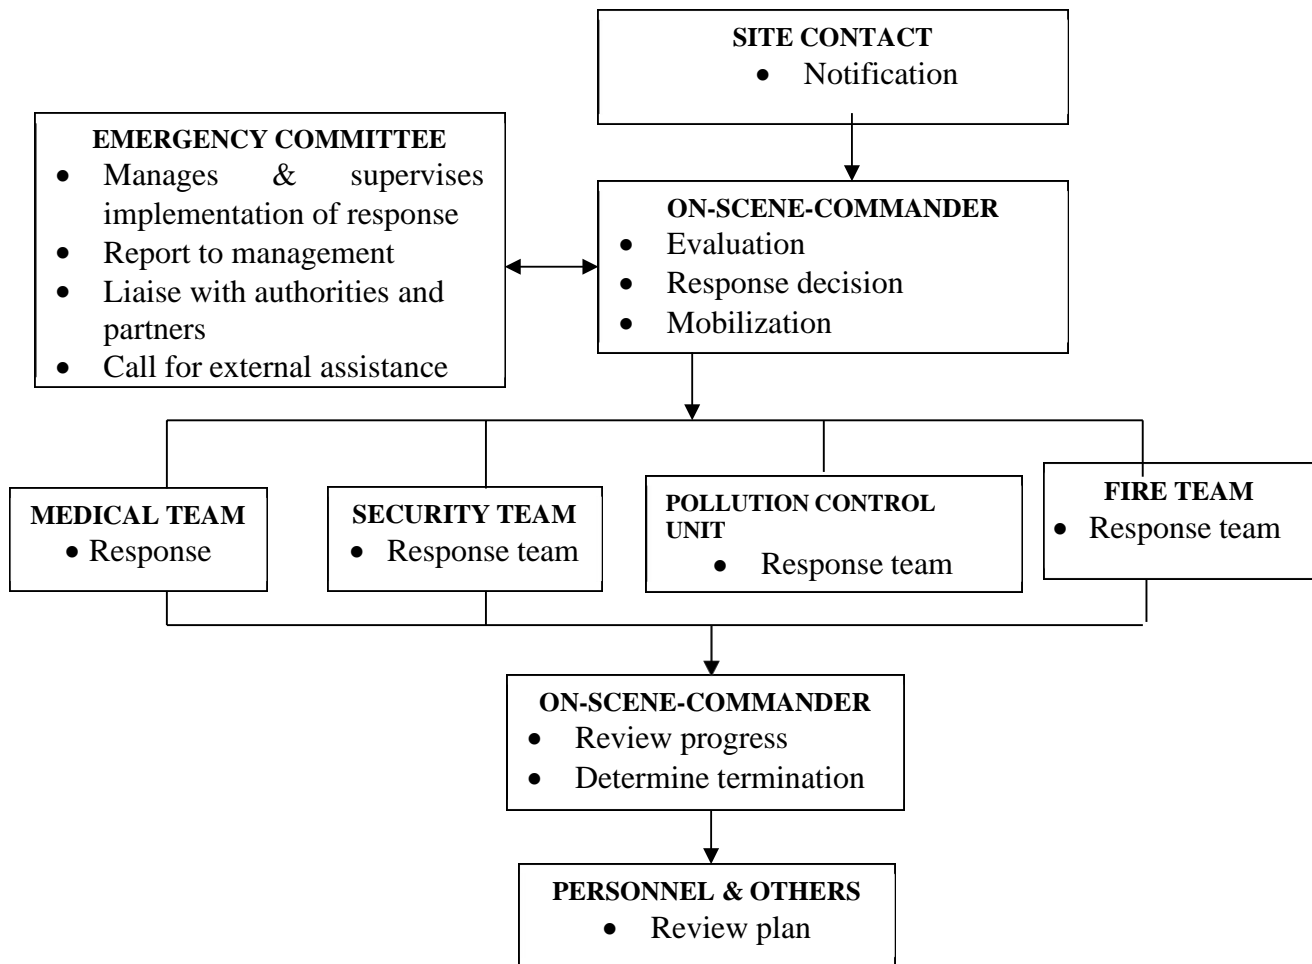 SITE CONTACT
• Notification
EMERGENCY COMMITTEE
• Manages & supervises
implementation of response
• Report to management
• Liaise with authorities and
partners
• Call for external assistance
ON-SCENE-COMMANDER
• Evaluation
• Response decision
• Mobilization
MEDICAL TEAM
• Response
SECURITY TEAM
• Response team
POLLUTION CONTROL
UNIT
• Response team
FIRE TEAM
• Response team
ON-SCENE-COMMANDER
• Review progress
• Determine termination
PERSONNEL & OTHERS
• Review plan